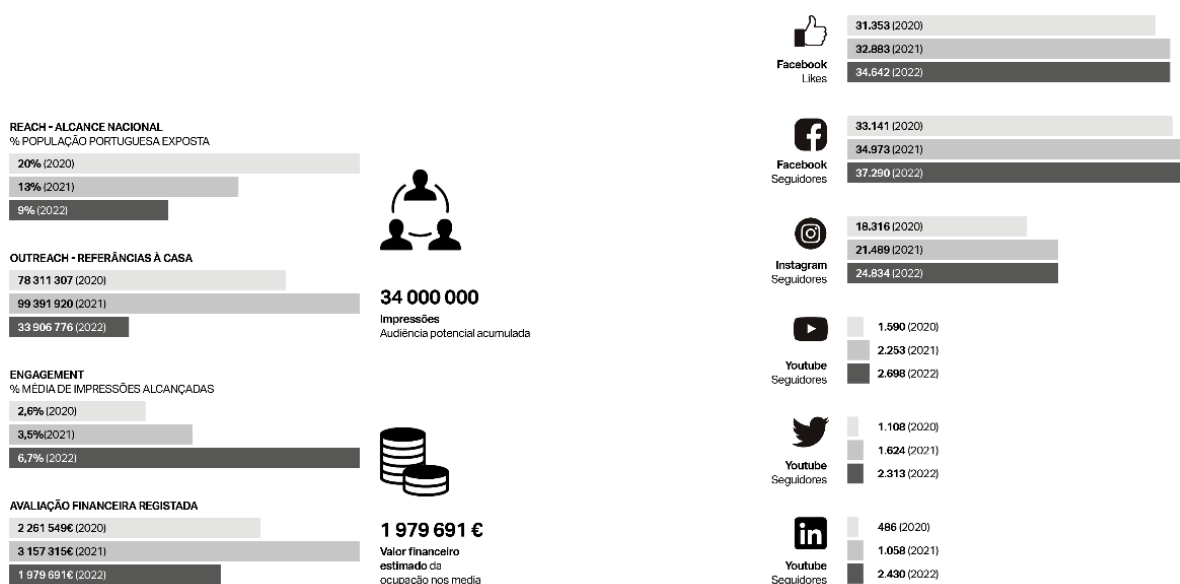 REACH - ALCANCE NACIONAL
% POPULAÇÃO PORTUGUESA EXPOSTA
20% (2020)
13% (2021)
9% (2022)
OUTREACH - REFERÂNCIAS À CASA
78 311 307 (2020)
99 391 920 (2021)
33 906 776 (2022)
ENGAGEMENT
% MÉDIA DE IMPRESSÕES ALCANÇADAS
2,6% (2020)
3,5%(2021)
6,7% (2022)
AVALIAÇÃO FINANCEIRA REGISTADA
2 261 549€ (2020)
3 157 315€ (2021)
1 979 691€ (2022)
34 000 000
Impressões
Audiência potencial acumulada
1 979 691 €
Valor financeiro
estimado da
ocupação nos media
Facebook
Likes
31.353 (2020)
32.883 (2021)
34.642 (2022)
Facebook
Seguidores
33.141 (2020)
34.973 (2021)
37.290 (2022)
Instagram
Seguidores
18.316 (2020)
21.489 (2021)
24.834 (2022)
Youtube
Seguidores
1.590 (2020)
2.253 (2021)
2.698 (2022)
Youtube
Seguidores
1.108 (2020)
1.624 (2021)
2.313 (2022)
in
Youtube
Seguidores
486 (2020)
1.058 (2021)
2.430 (2022)